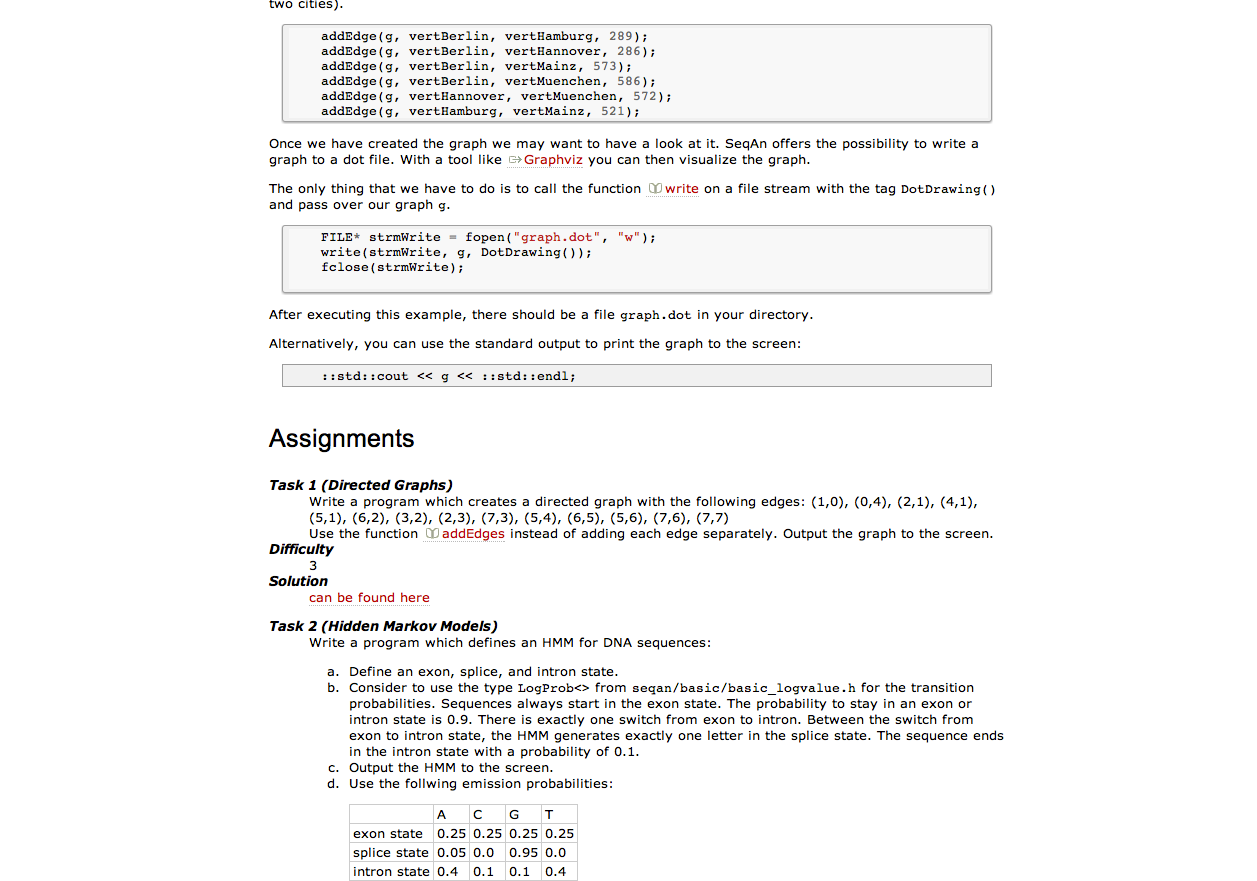 two cities).
addEdge(g, vertBerlin, vertHamburg, 289);
addEdge(g, vertBerlin, vertHannover, 286);
addEdge(g, vertBerlin, vertMainz, 573);
addEdge(g, vertBerlin, vertMuenchen, 586);
addEdge(g, vertHannover, vertMuenchen, 572);
addEdge(g, vertHamburg, vertMainz, 521);
Once we have created the graph we may want to have a look at it. SeqAn offers the possibility to write a
graph to a dot file. With a tool like Graphviz you can then visualize the graph.
The only thing that we have to do is to call the function write on a file stream with the tag DotDrawing()
and pass over our graph g.
FILE* strmWrite = fopen("graph.dot", "w");
write(strmWrite, g, DotDrawing());
fclose(strmWrite);
After executing this example, there should be a file graph.dot in your directory.
Alternatively, you can use the standard output to print the graph to the screen:
::std::cout << g << ::std::endl;
Assignments
Task 1 (Directed Graphs)
Write a program which creates a directed graph with the following edges: (1,0), (0,4), (2,1), (4,1),
(5,1), (6,2), (3,2), (2,3), (7,3), (5,4), (6,5), (5,6), (7,6), (7,7)
Use the function addEdges instead of adding each edge separately. Output the graph to the screen.
Difficulty
3
Solution
can be found here
Task 2 (Hidden Markov Models)
Write a program which defines an HMM for DNA sequences:
a. Define an exon, splice, and intron state.
b. Consider to use the type LogProb<> from seqan/basic/basic_logvalue.h for the transition
probabilities. Sequences always start in the exon state. The probability to stay in an exon or
intron state is 0.9. There is exactly one switch from exon to intron. Between the switch from
exon to intron state, the HMM generates exactly one letter in the splice state. The sequence ends
in the intron state with a probability of 0.1.
c. Output the HMM to the screen.
d. Use the follwing emission probabilities:
A C G T
exon state 0.25 0.25 0.25 0.25
splice state 0.05 0.0 0.95 0.0
intron state 0.4 0.1 0.1 0.4